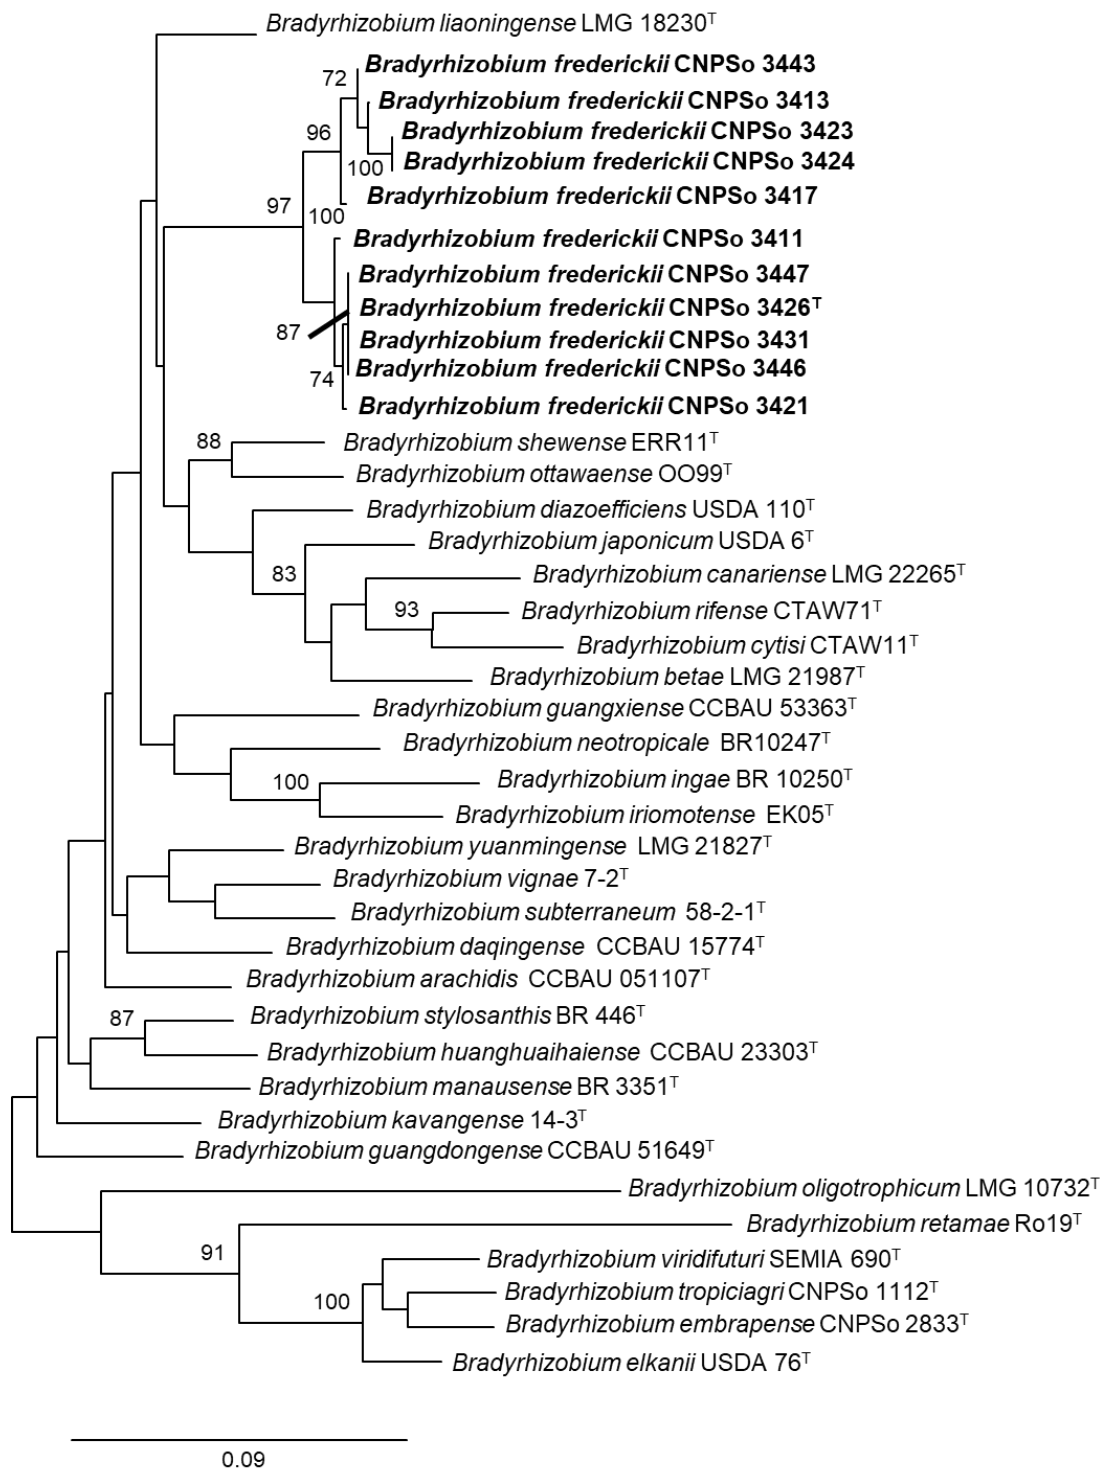 Bradyrhizobium liaoningense LMG 18230ᵀ
72
Bradyrhizobium frederickii CNPSo 3443
Bradyrhizobium frederickii CNPSo 3413
96
Bradyrhizobium frederickii CNPSo 3423
100
Bradyrhizobium frederickii CNPSo 3424
Bradyrhizobium frederickii CNPSo 3417
97
100
Bradyrhizobium frederickii CNPSo 3411
Bradyrhizobium frederickii CNPSo 3447
Bradyrhizobium frederickii CNPSo 3426ᵀ
87
Bradyrhizobium frederickii CNPSo 3431
Bradyrhizobium frederickii CNPSo 3446
74
Bradyrhizobium frederickii CNPSo 3421
88
Bradyrhizobium shewense ERR11ᵀ
Bradyrhizobium ottawaense OO99ᵀ
Bradyrhizobium diazoefficiens USDA 110ᵀ
Bradyrhizobium japonicum USDA 6ᵀ
83
Bradyrhizobium canariense LMG 22265ᵀ
93
Bradyrhizobium rifense CTAW71ᵀ
Bradyrhizobium cytisi CTAW11ᵀ
Bradyrhizobium betae LMG 21987ᵀ
Bradyrhizobium guangxiense CCBAU 53363ᵀ
Bradyrhizobium neotropicale BR10247ᵀ
100
Bradyrhizobium ingae BR 10250ᵀ
Bradyrhizobium iriomotense EK05ᵀ
Bradyrhizobium yuanmingense LMG 21827ᵀ
Bradyrhizobium vignae 7-2ᵀ
Bradyrhizobium subterraneum 58-2-1ᵀ
Bradyrhizobium daqingense CCBAU 15774ᵀ
Bradyrhizobium arachidis CCBAU 051107ᵀ
87
Bradyrhizobium stylosanthis BR 446ᵀ
Bradyrhizobium huanghuaihaiense CCBAU 23303ᵀ
Bradyrhizobium manausense BR 3351ᵀ
Bradyrhizobium kavangense 14-3ᵀ
Bradyrhizobium guangdongense CCBAU 51649ᵀ
Bradyrhizobium oligotrophicum LMG 10732ᵀ
Bradyrhizobium retamae Ro19ᵀ
91
Bradyrhizobium viridifuturi SEMIA 690ᵀ
100
Bradyrhizobium tropiciagri CNPSo 1112ᵀ
Bradyrhizobium embrapense CNPSo 2833ᵀ
Bradyrhizobium elkanii USDA 76ᵀ
0.09